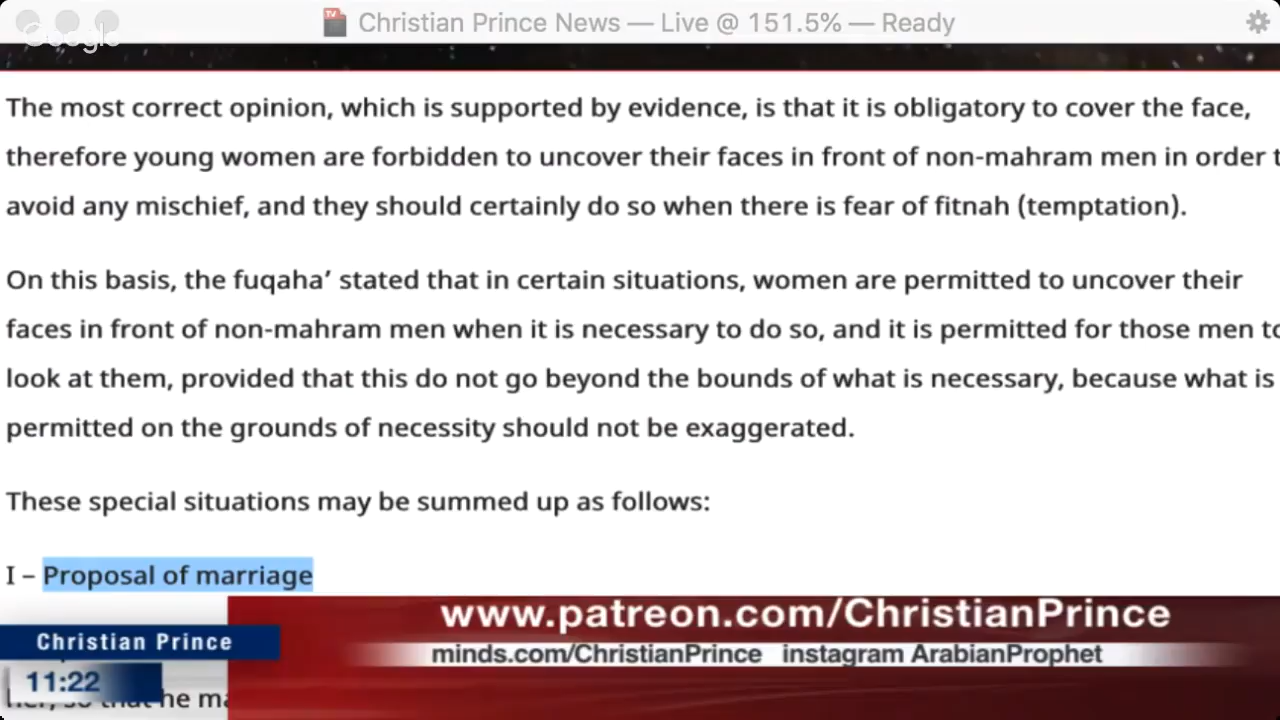 Christian Prince News — Live @ 151.5% — Ready
Google
The most correct opinion, which is supported by evidence, is that it is obligatory to cover the face,
therefore young women are forbidden to uncover their faces in front of non-mahram men in order t
avoid any mischief, and they should certainly do so when there is fear of fitnah (temptation).
On this basis, the fuqaha’ stated that in certain situations, women are permitted to uncover their
faces in front of non-mahram men when it is necessary to do so, and it is permitted for those men to
look at them, provided that this do not go beyond the bounds of what is necessary, because what is
permitted on the grounds of necessity should not be exaggerated.
These special situations may be summed up as follows:
I – Proposal of marriage
www.patreon.com/ChristianPrince
Christian Prince
minds.com/ChristianPrince instagram ArabianProphet
11:22
her, so that he ma